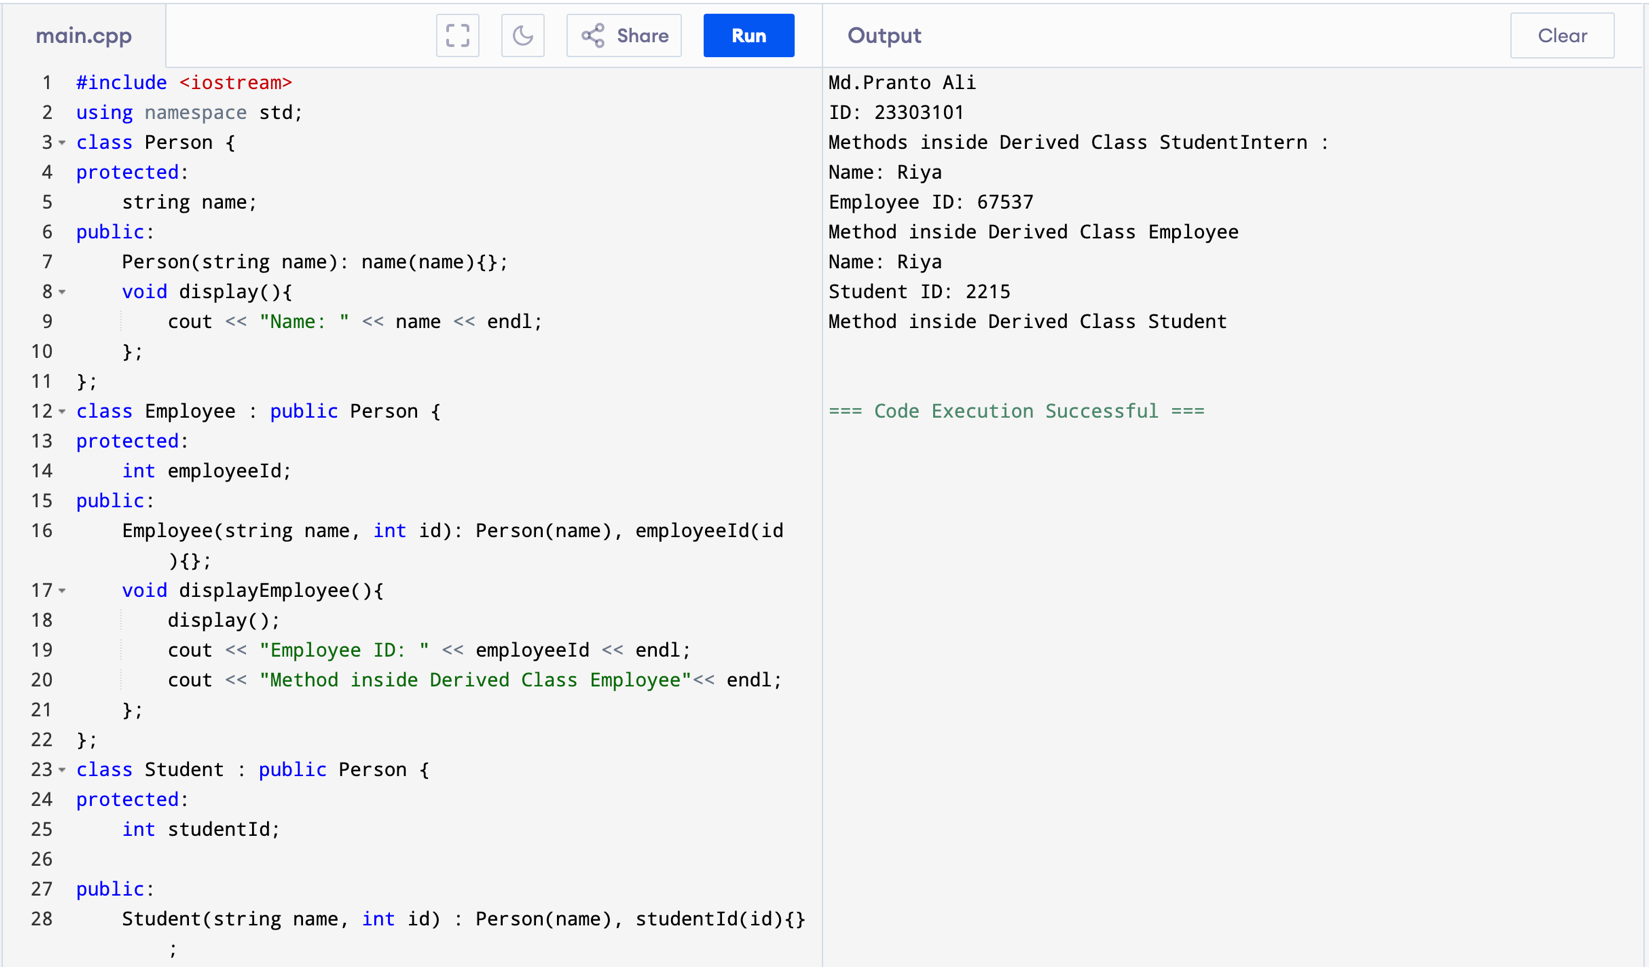 main.cpp
Share
Run
Output
Clear
1 #include <iostream>
2 using namespace std;
3 class Person {
4 protected:
5     string name;
6 public:
7     Person(string name): name(name){};
8     void display(){
9         cout << "Name: " << name << endl;
10     };
11 };
12 class Employee : public Person {
13 protected:
14     int employeeId;
15 public:
16     Employee(string name, int id): Person(name), employeeId(id
        ){};
17     void displayEmployee(){
18         display();
19         cout << "Employee ID: " << employeeId << endl;
20         cout << "Method inside Derived Class Employee"<< endl;
21     };
22 };
23 class Student : public Person {
24 protected:
25     int studentId;
26
27 public:
28     Student(string name, int id) : Person(name), studentId(id){}
        ;
Md.Pranto Ali
ID: 23303101
Methods inside Derived Class StudentIntern :
Name: Riya
Employee ID: 67537
Method inside Derived Class Employee
Name: Riya
Student ID: 2215
Method inside Derived Class Student
=== Code Execution Successful ===